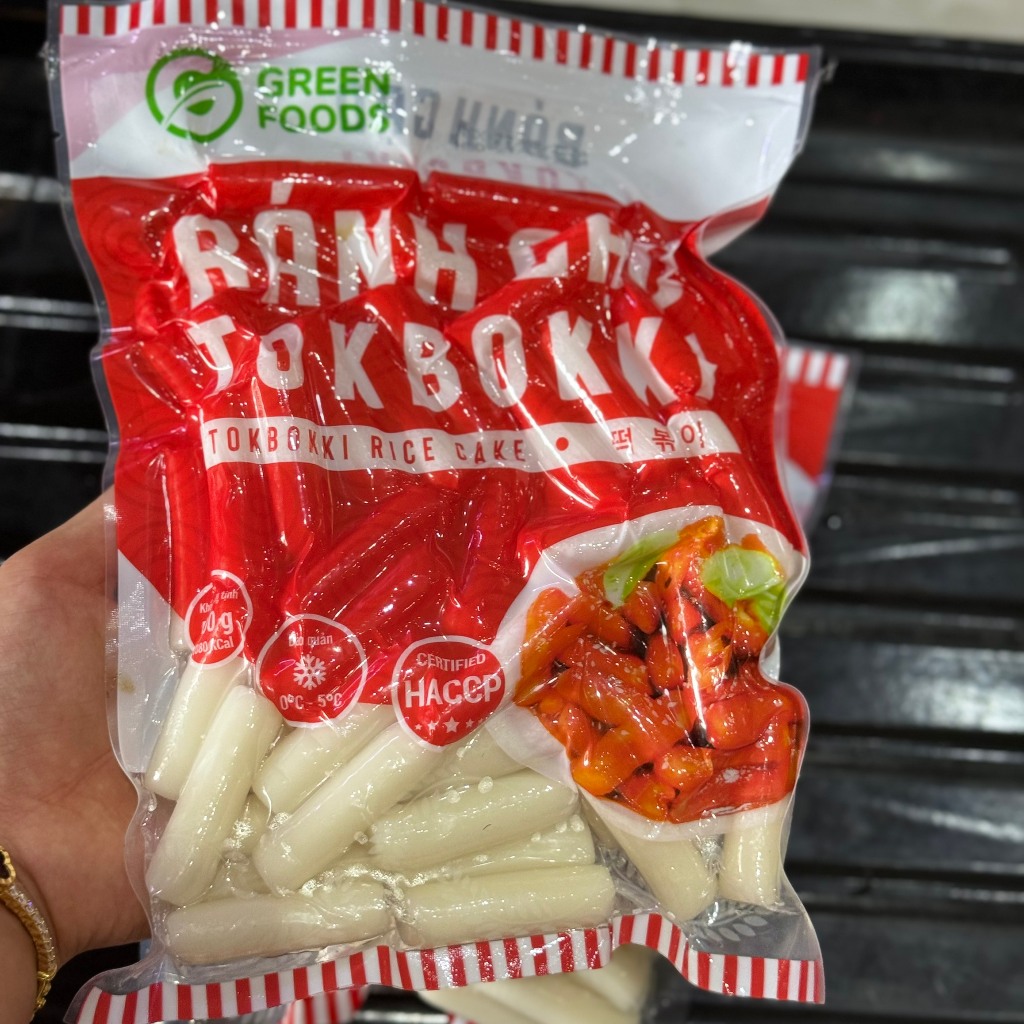 GREEN
FOODS
BÁNH
TOKBOKKI
TOKBOKKI RICE CAKE • 떡볶이
0°C - 5°C
CERTIFIED
HACCP